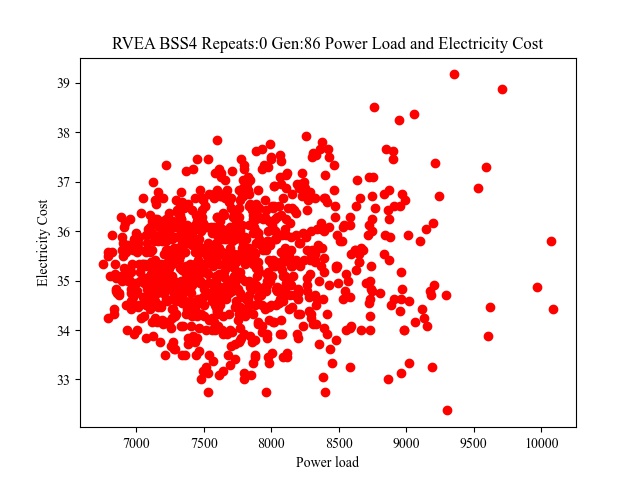 RVEA BSS4 Repeats:0 Gen:86 Power Load and Electricity Cost
39
38
37
36
35
34
33
Electricity Cost
7000 7500 8000 8500 9000 9500 10000
Power load